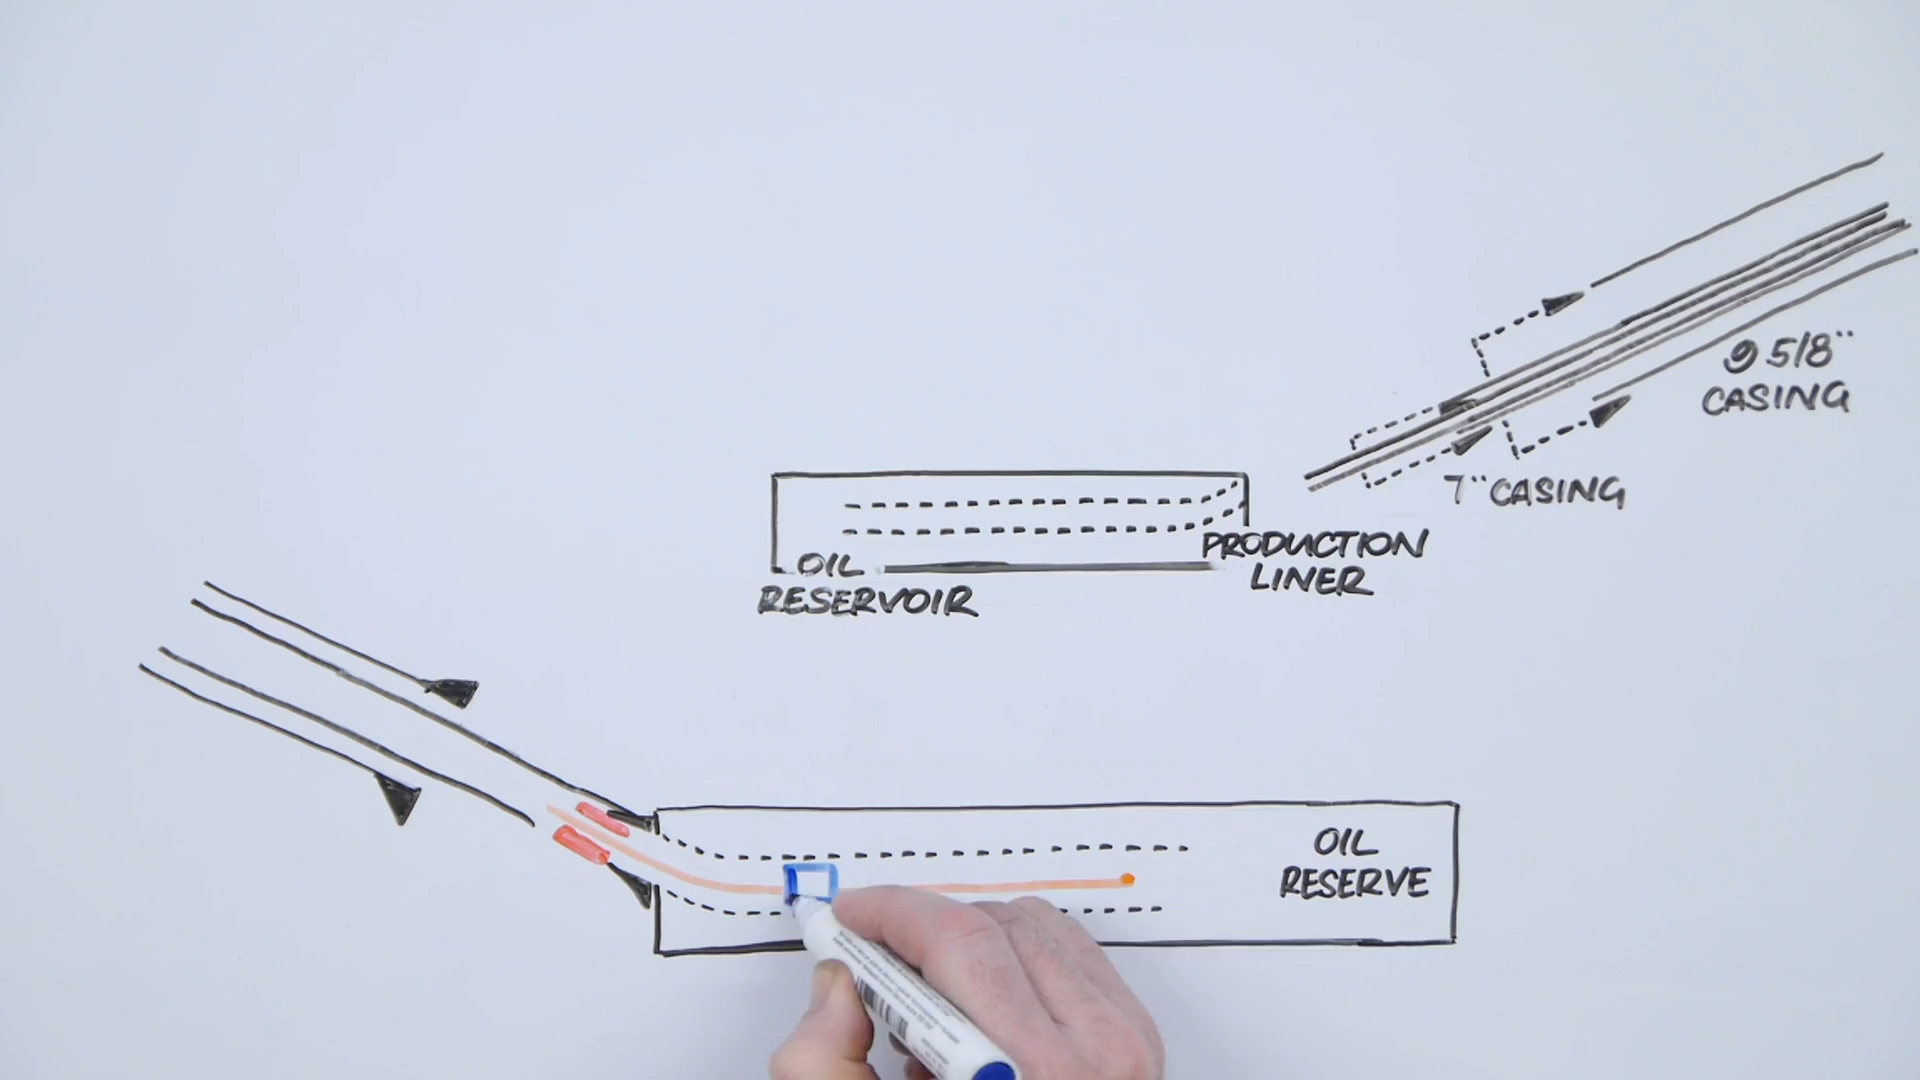 9 5/8"
CASING
7" CASING
PRODUCTION
LINER
OIL
RESERVOIR
OIL
RESERVE